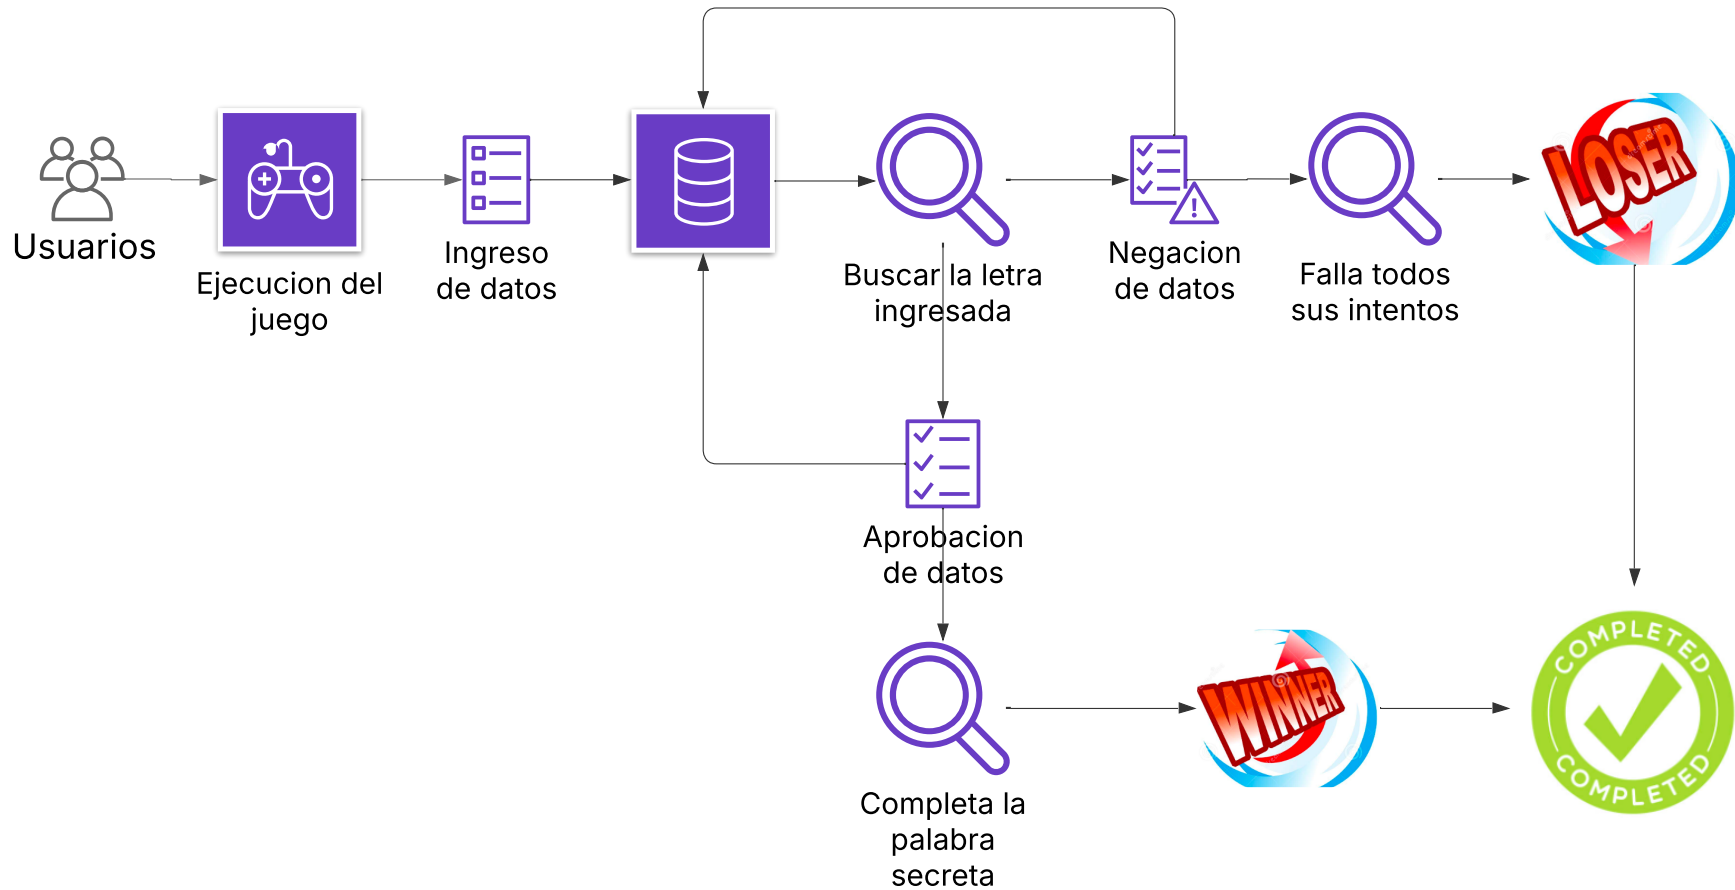 Usuarios
Ejecucion del
juego
Ingreso
de datos
Buscar la letra
ingresada
Negacion
de datos
Falla todos
sus intentos
LOSER
Aprobacion
de datos
Completa la
palabra
secreta
WINNER
COMPLETED
COMPLETED